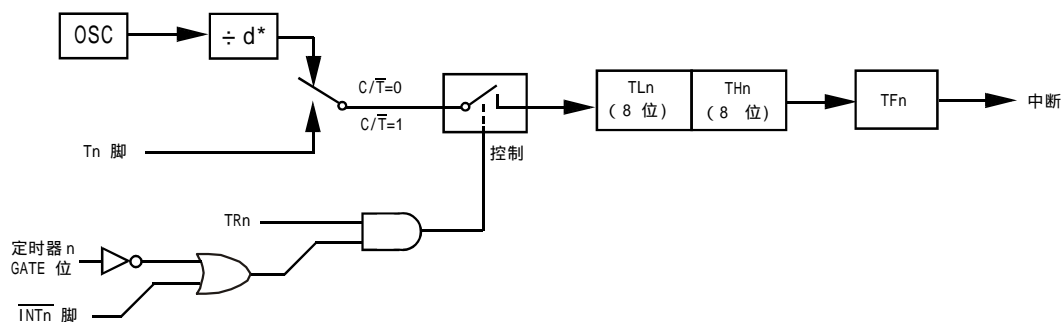 OSC
÷ d*
C/T̅=0
C/T̅=1
Tn 脚
控制
TLn
(8 位)
THn
(8 位)
TFn
中断
TRn
定时器 n
GATE 位
I̅N̅T̅n̅ 脚